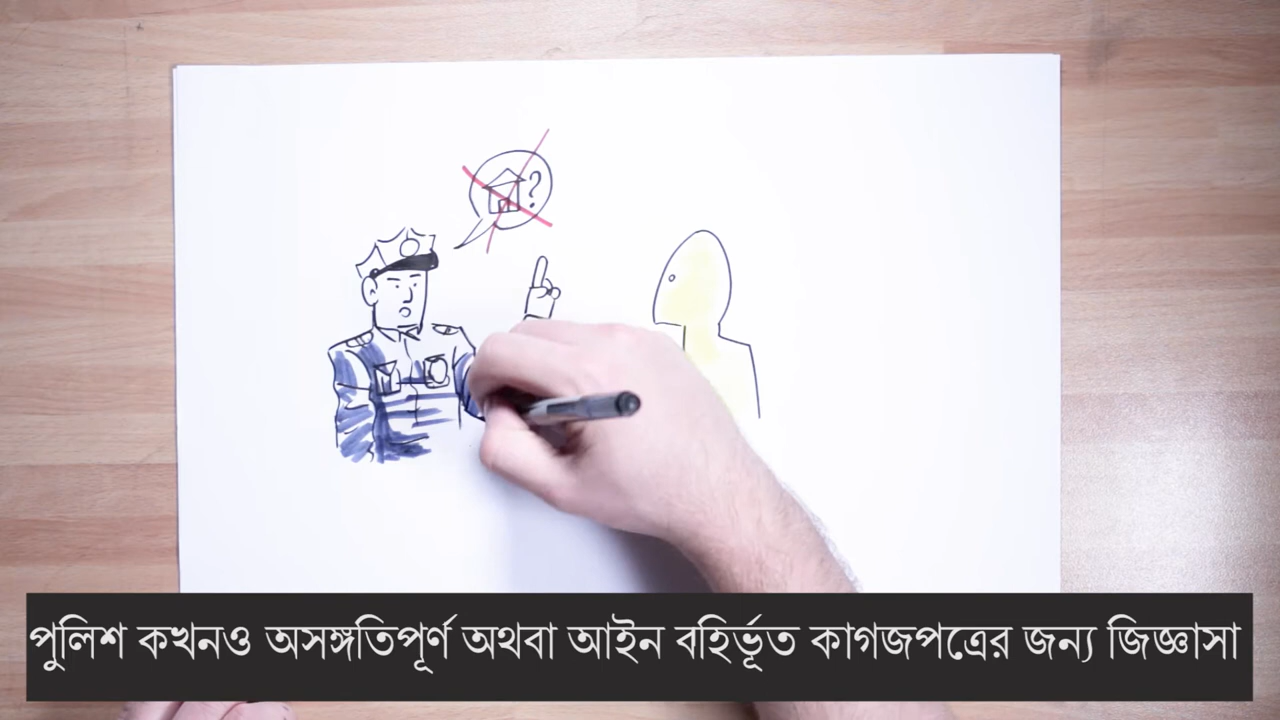 ?
পুলিশ কখনও অসঙ্গতিপূর্ণ অথবা আইন বহির্ভূত কাগজপত্রের জন্য জিজ্ঞাসা